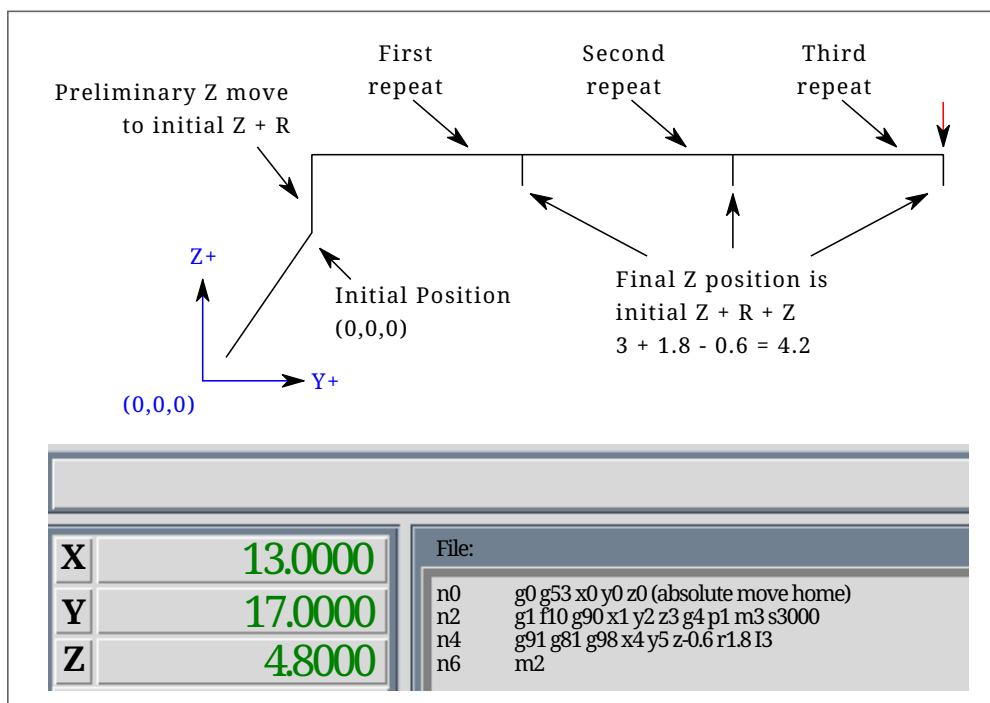 First
repeat
Second
repeat
Third
repeat
Preliminary Z move
to initial Z + R
Z+
Initial Position
(0,0,0)
Final Z position is
initial Z + R + Z
3 + 1.8 - 0.6 = 4.2
Y+
(0,0,0)
X 13.0000
Y 17.0000
Z 4.8000
File:
n0 g0 g53 x0 y0 z0 (absolute move home)
n2 g1 f10 g90 x1 y2 z3 g4 p1 m3 s3000
n4 g91 g81 g98 x4 y5 z-0.6 r1.8 I3
n6 m2